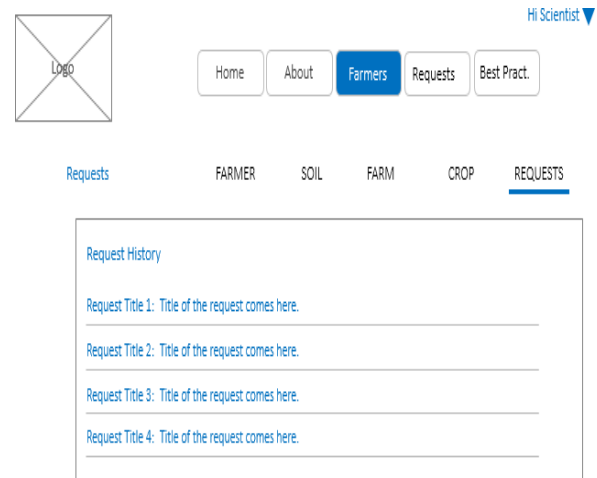 Hi Scientist
Logo
Home About Farmers Requests Best Pract.
Requests FARMER SOIL FARM CROP REQUESTS
Request History
Request Title 1: Title of the request comes here.
Request Title 2: Title of the request comes here.
Request Title 3: Title of the request comes here.
Request Title 4: Title of the request comes here.